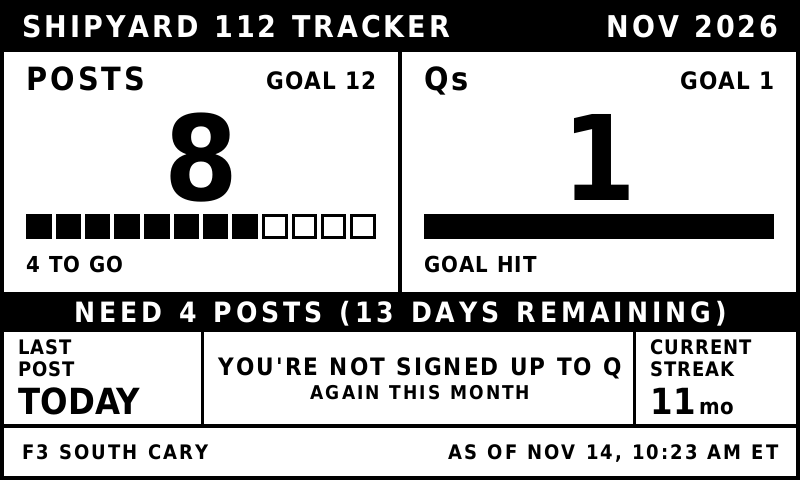 SHIPYARD 112 TRACKER NOV 2026
POSTS GOAL 12
8
4 TO GO
Qs GOAL 1
1
GOAL HIT
NEED 4 POSTS (13 DAYS REMAINING)
LAST
POST
TODAY
YOU'RE NOT SIGNED UP TO Q
AGAIN THIS MONTH
CURRENT
STREAK
11 mo
F3 SOUTH CARY AS OF NOV 14, 10:23 AM ET